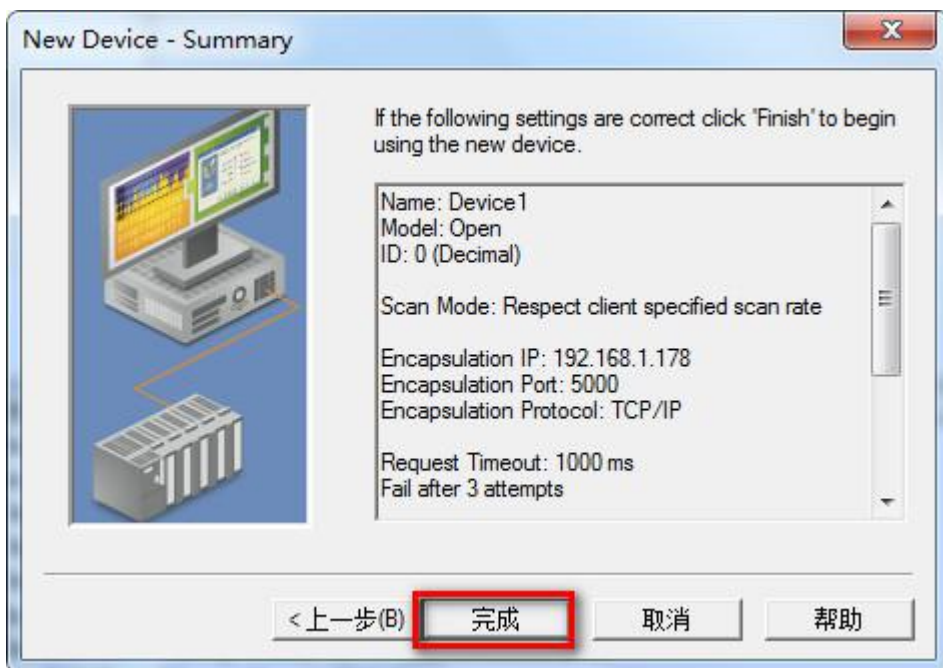 New Device - Summary
If the following settings are correct click 'Finish' to begin
using the new device.
Name: Device1
Model: Open
ID: 0 (Decimal)
Scan Mode: Respect client specified scan rate
Encapsulation IP: 192.168.1.178
Encapsulation Port: 5000
Encapsulation Protocol: TCP/IP
Request Timeout: 1000 ms
Fail after 3 attempts
<上一步(B) 完成 取消 帮助